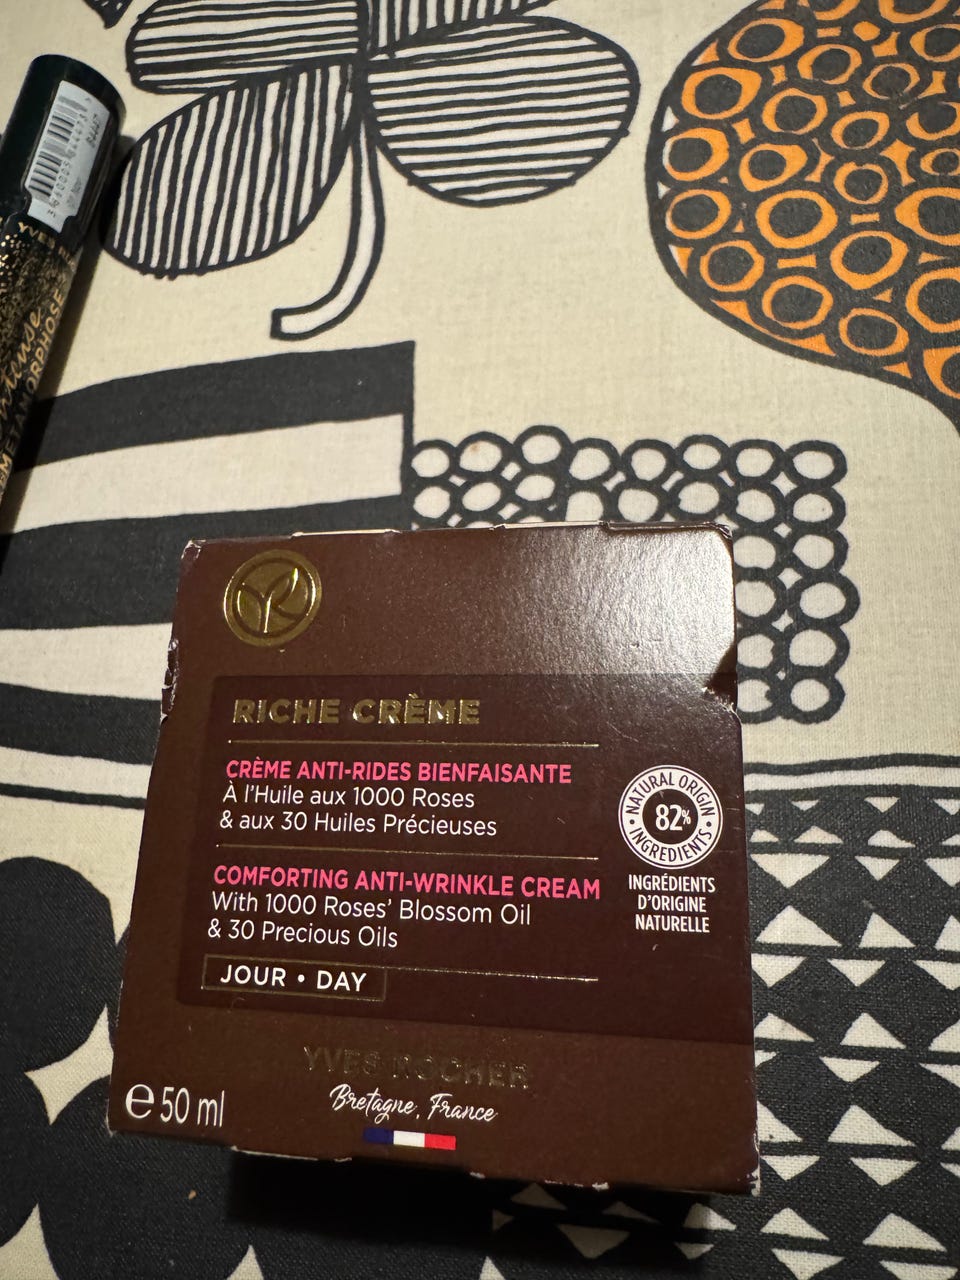 RICHE CRÈME
CRÈME ANTI-RIDES BIENFAISANTE
À l'Huile aux 1000 Roses
& aux 30 Huiles Précieuses
COMFORTING ANTI-WRINKLE CREAM
With 1000 Roses' Blossom Oil
& 30 Precious Oils
JOUR • DAY
NATURAL ORIGIN
82%
• INGREDIENTS •
INGRÉDIENTS
D'ORIGINE
NATURELLE
YVES ROCHER
Bretagne, France
e 50 ml
YVES